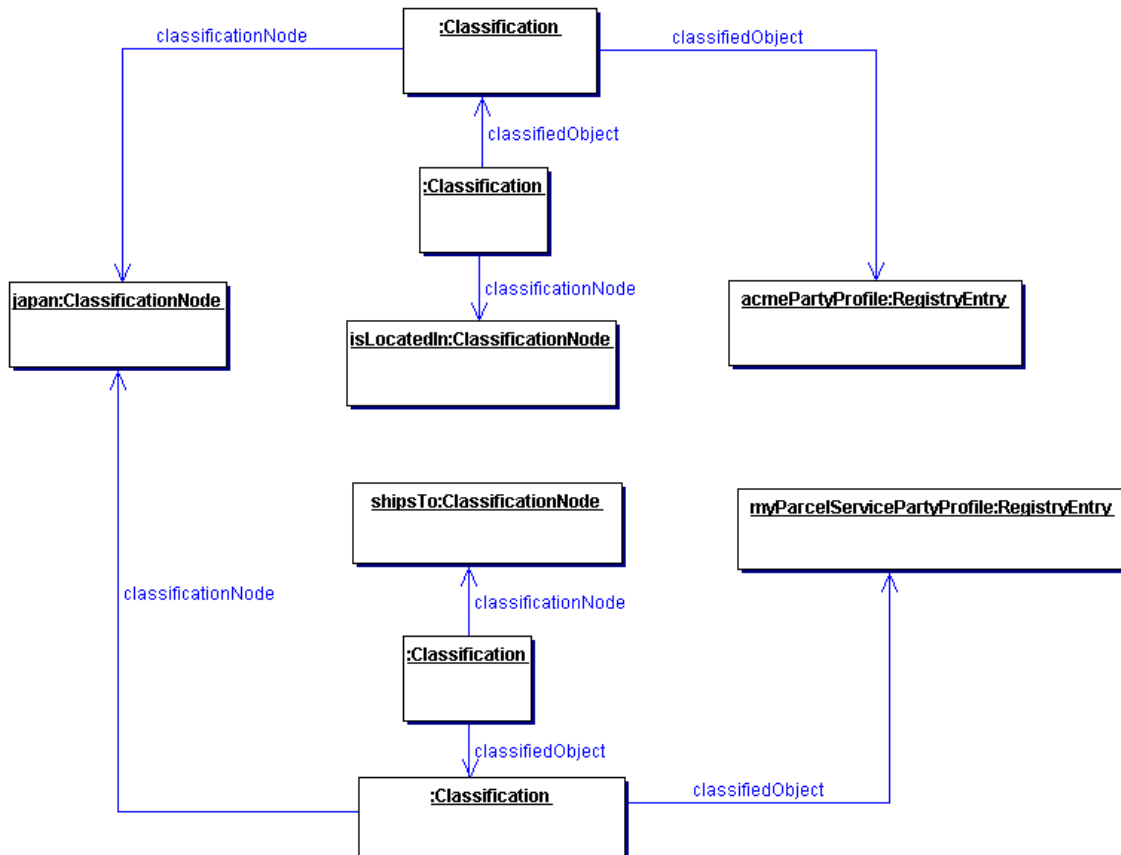 :Classification
classificationNode
classifiedObject
classifiedObject
:Classification
classificationNode
japan:ClassificationNode
acmePartyProfile:RegistryEntry
isLocatedIn:ClassificationNode
shipsTo:ClassificationNode
myParcelServicePartyProfile:RegistryEntry
classificationNode
classificationNode
:Classification
classifiedObject
classifiedObject
:Classification